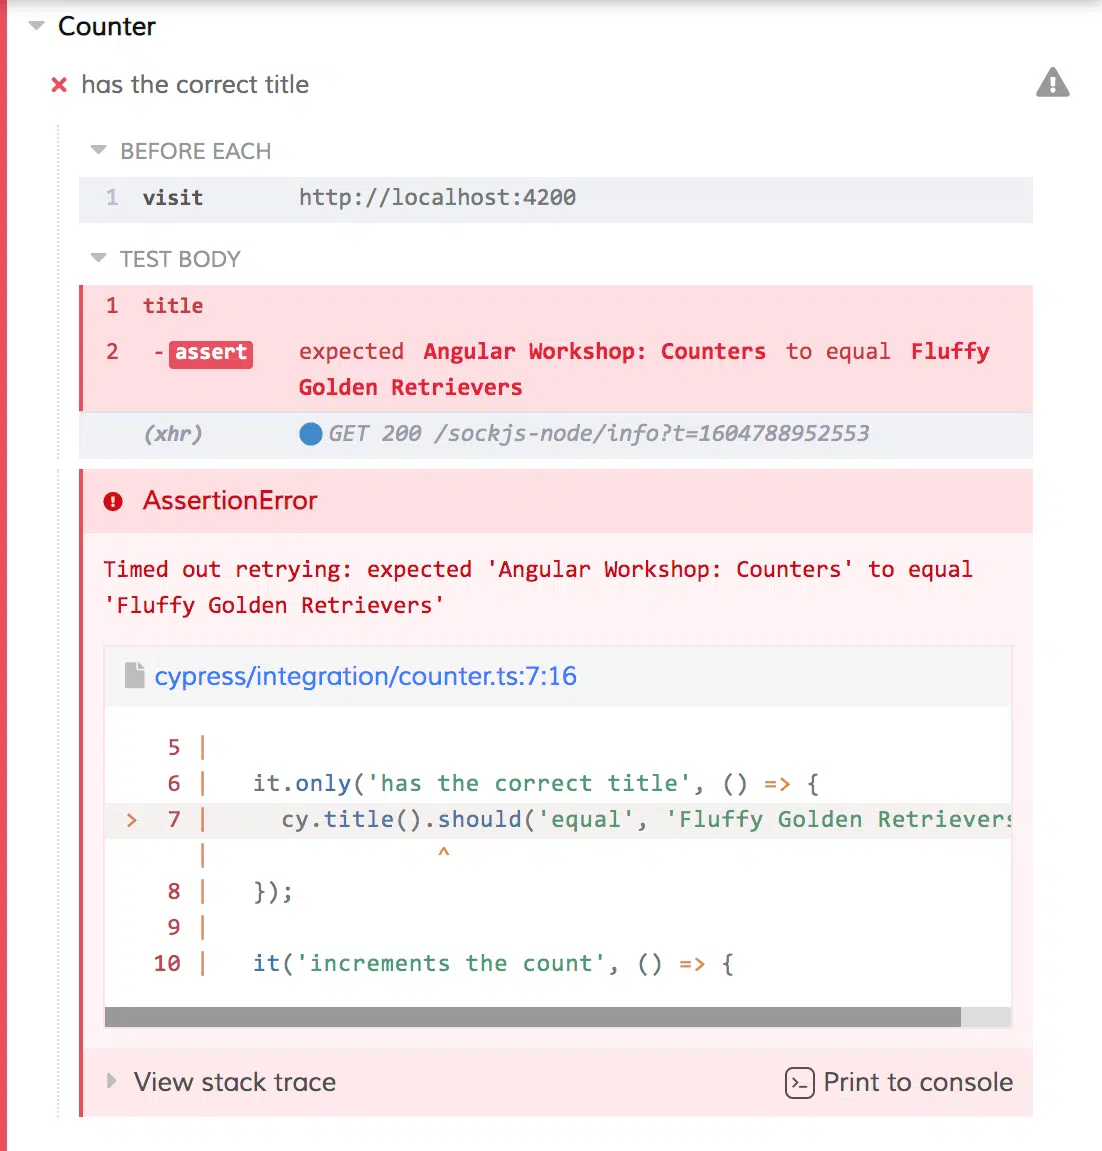 Counter
has the correct title
BEFORE EACH
1 visit http://localhost:4200
TEST BODY
1 title
2 - assert expected Angular Workshop: Counters to equal Fluffy
Golden Retrievers
(xhr) GET 200 /sockjs-node/info?t=1604788952553
AssertionError
Timed out retrying: expected 'Angular Workshop: Counters' to equal
'Fluffy Golden Retrievers'
cypress/integration/counter.ts:7:16
5 |
6 | it.only('has the correct title', () => {
> 7 | cy.title().should('equal', 'Fluffy Golden Retrievers
| ^
8 | });
9 |
10 | it('increments the count', () => {
View stack trace
Print to console